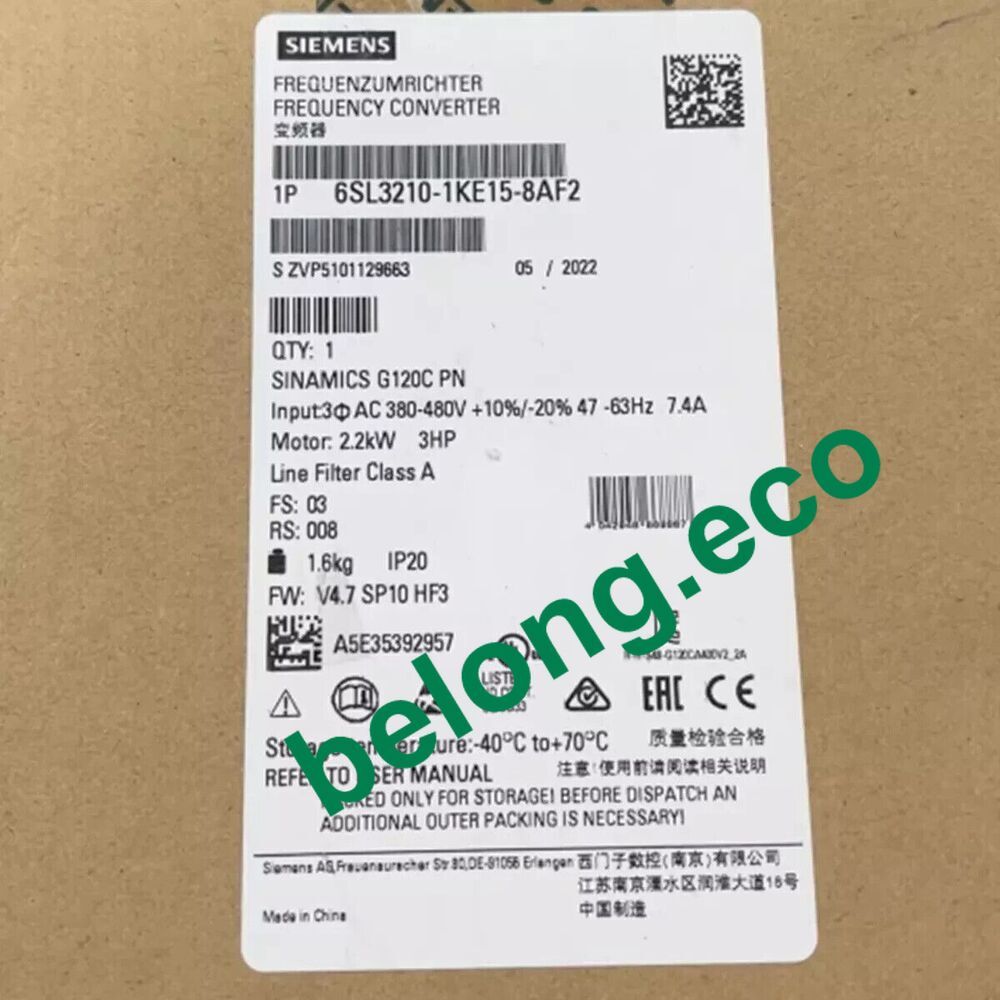 SIEMENS
FREQUENZUMRICHTER
FREQUENCY CONVERTER
变频器
1P 6SL3210-1KE15-8AF2
S ZVP5101129663 05 / 2022
QTY: 1
SINAMICS G120C PN
Input:3Φ AC 380-480V +10%/-20% 47 -63Hz 7.4A
Motor: 2.2kW 3HP
Line Filter Class A
FS: 03
RS: 008
1.6kg IP20
FW: V4.7 SP10 HF3
A5E35392957
EAC CE
Storage temperature:-40°C to+70°C 质量检验合格
REFER TO USER MANUAL 注意!使用前请阅读相关说明
PACKED ONLY FOR STORAGE! BEFORE DISPATCH AN
ADDITIONAL OUTER PACKING IS NECESSARY!
Siemens AG,Frauenauracher Str 80,DE-91056 Erlangen 西门子数控(南京)有限公司
江苏南京溧水区润淮大道16号
Made in China 中国制造
belong.eco